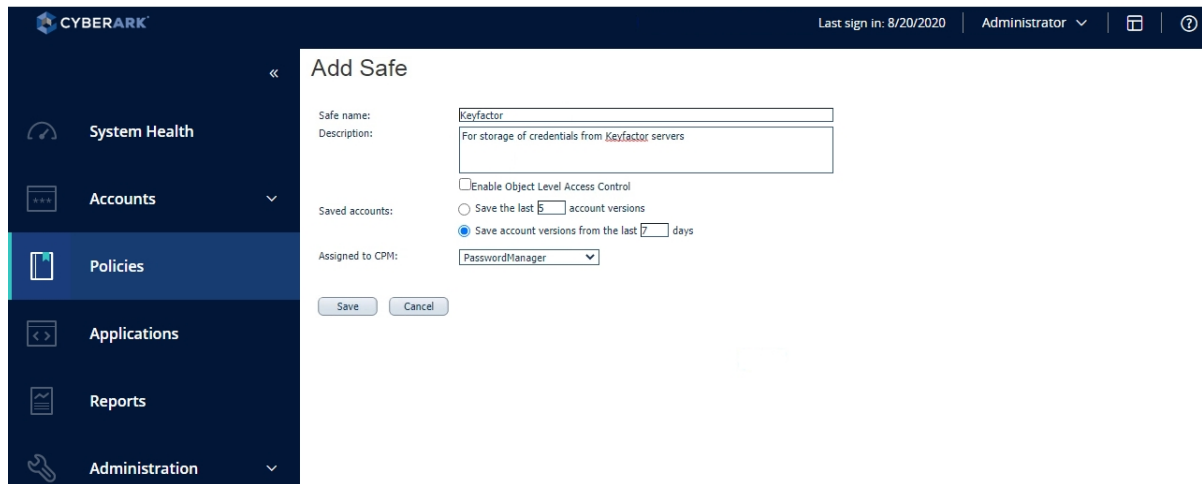 CYBERARK
Last sign in: 8/20/2020
Administrator
?
«
System Health
***
Accounts
Policies
< >
Applications
Reports
Administration
Add Safe
Safe name: Keyfactor
Description: For storage of credentials from Keyfactor servers
Enable Object Level Access Control
Saved accounts: Save the last 5 account versions
Save account versions from the last 7 days
Assigned to CPM: PasswordManager
Save Cancel